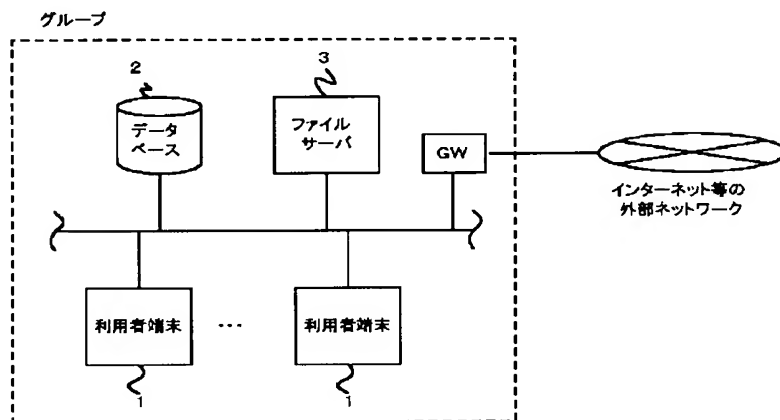 グループ
2
3
データ
ベース
ファイル
サーバ
GW
インターネット等の
外部ネットワーク
利用者端末
...
利用者端末
1
1